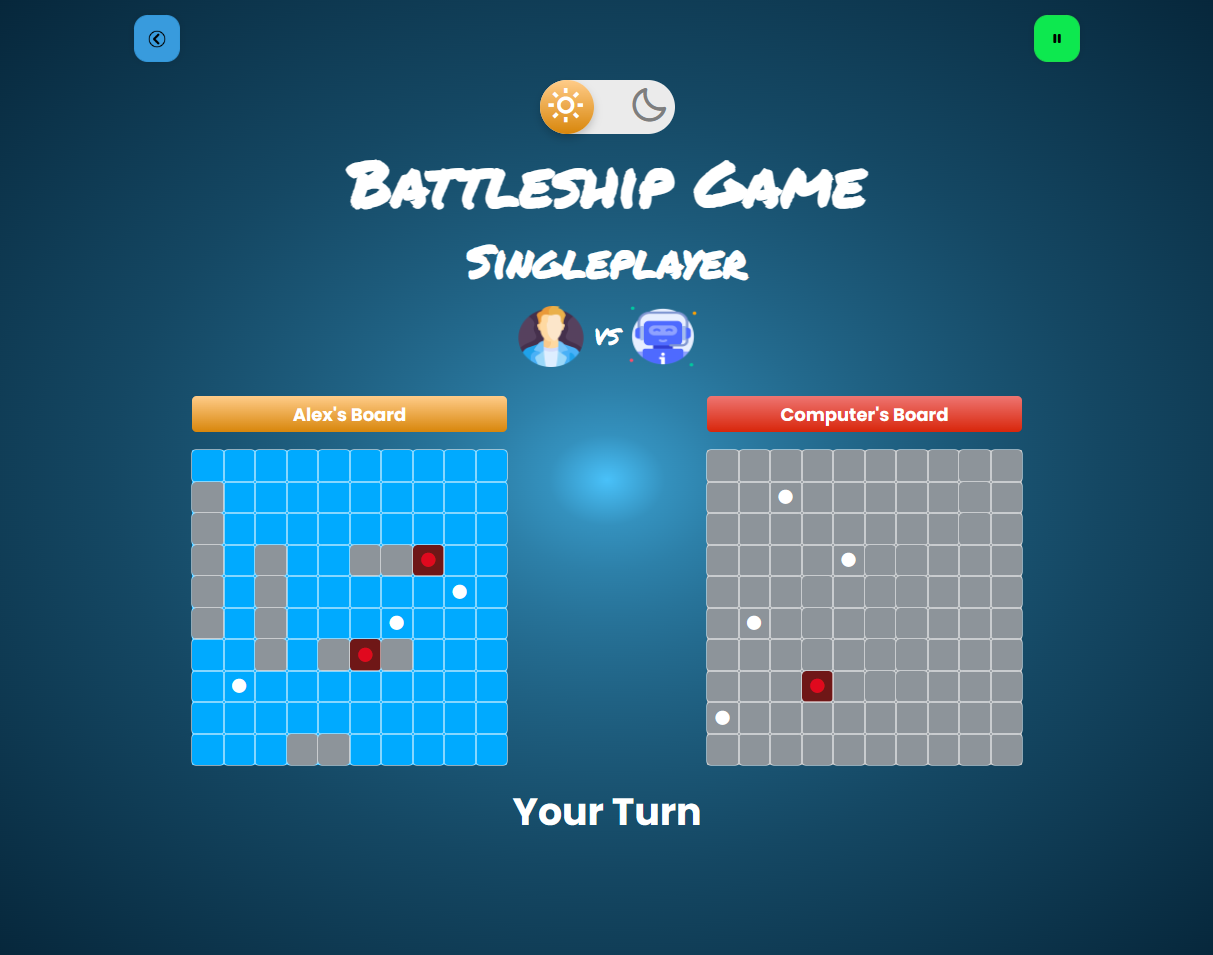 Battleship Game
Singleplayer
vs
Alex's Board
Computer's Board
Your Turn